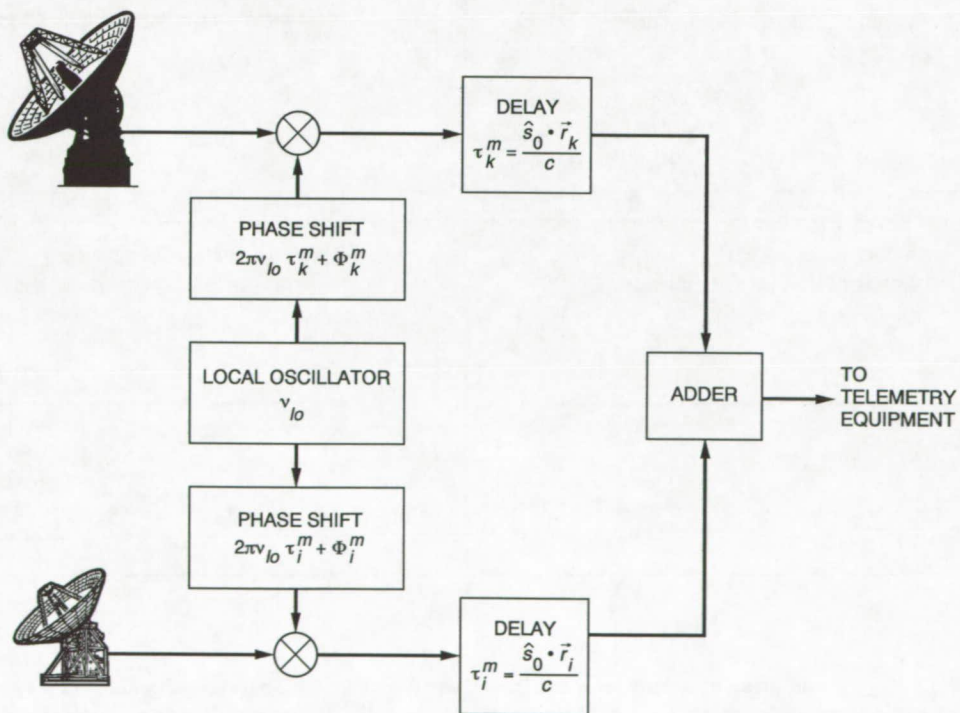 DELAY
τ_k^m = ŝ_0 · r⃗_k / c
PHASE SHIFT
2πν_lo τ_k^m + Φ_k^m
LOCAL OSCILLATOR
ν_lo
ADDER
TO
TELEMETRY
EQUIPMENT
PHASE SHIFT
2πν_lo τ_i^m + Φ_i^m
DELAY
τ_i^m = ŝ_0 · r⃗_i / c